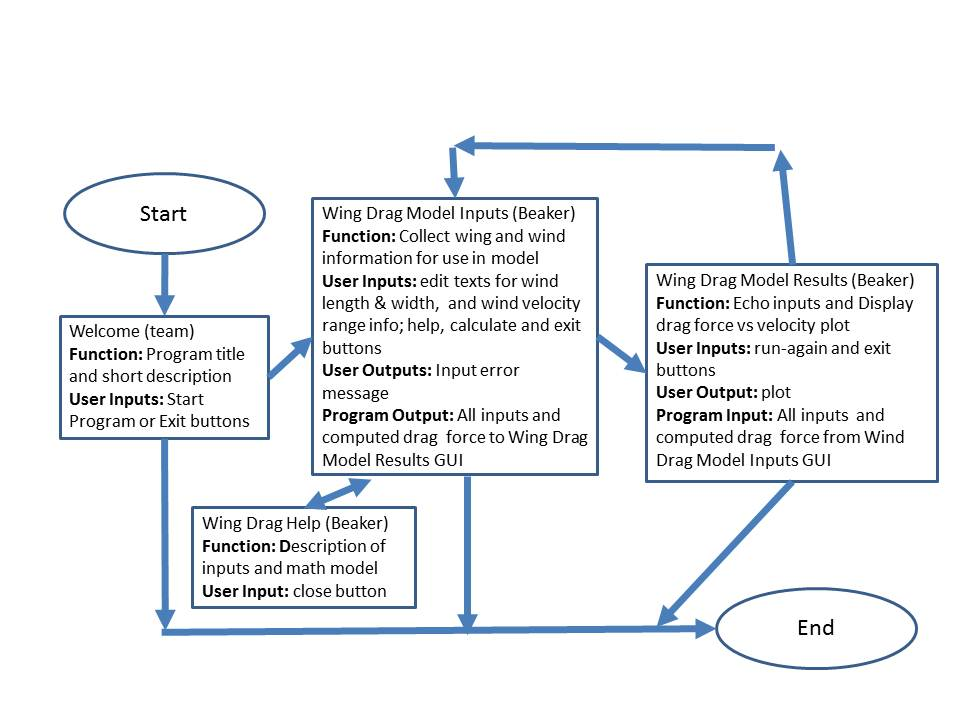 Start
Welcome (team)
Function: Program title
and short description
User Inputs: Start
Program or Exit buttons
Wing Drag Model Inputs (Beaker)
Function: Collect wing and wind
information for use in model
User Inputs: edit texts for wind
length & width,  and wind velocity
range info; help, calculate and exit
buttons
User Outputs: Input error
message
Program Output: All inputs and
computed drag  force to Wing Drag
Model Results GUI
Wing Drag Help (Beaker)
Function: Description of
inputs and math model
User Input: close button
Wing Drag Model Results (Beaker)
Function: Echo inputs and Display
drag force vs velocity plot
User Inputs: run-again and exit
buttons
User Output: plot
Program Input: All inputs  and
computed drag  force from Wind
Drag Model Inputs GUI
End